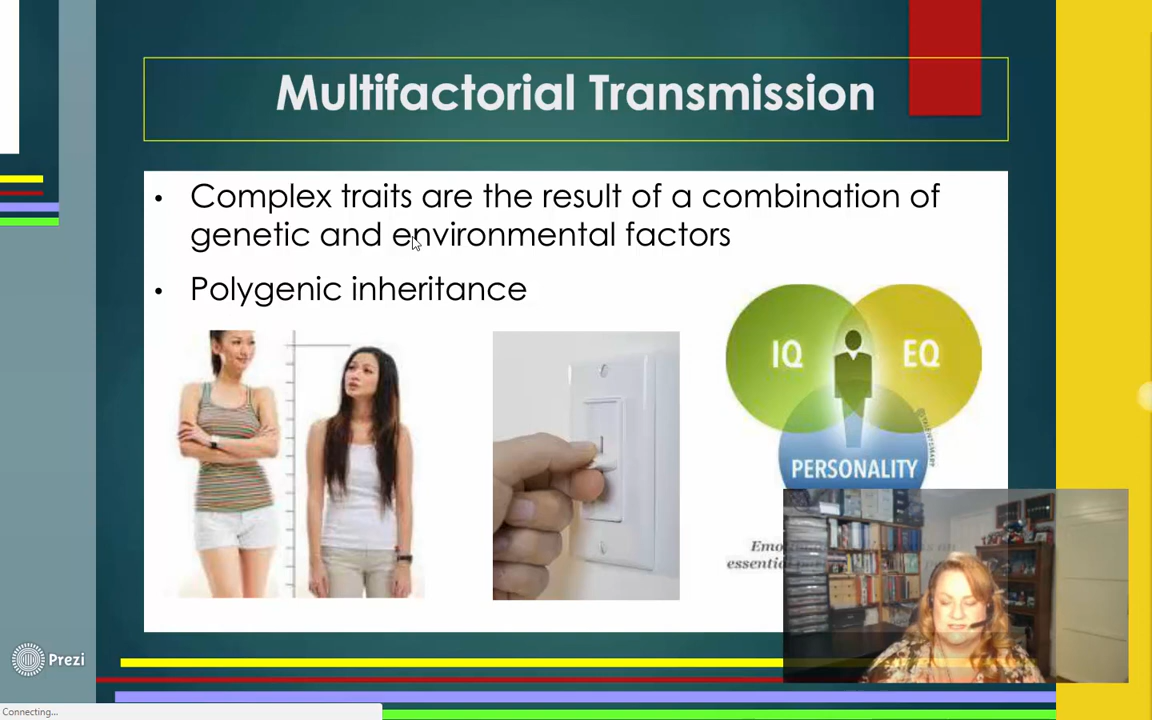 Multifactorial Transmission
• Complex traits are the result of a combination of
genetic and environmental factors
• Polygenic inheritance
IQ
EQ
PERSONALITY
essential
Prezi
Connecting...